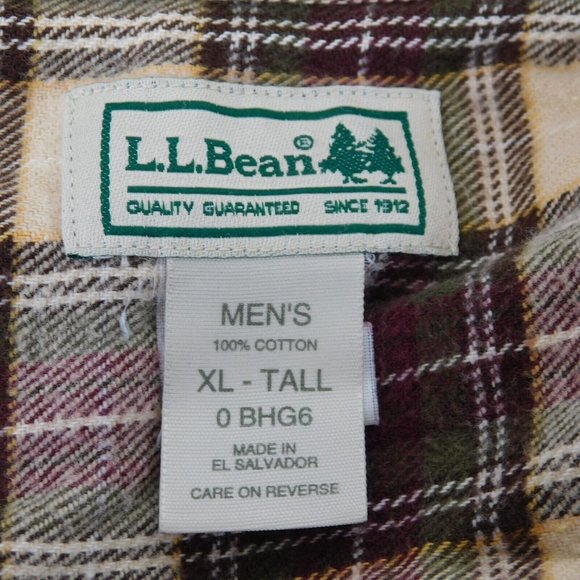 L.L.Bean®
QUALITY GUARANTEED SINCE 1912
MEN'S
100% COTTON
XL - TALL
0 BHG6
MADE IN
EL SALVADOR
CARE ON REVERSE